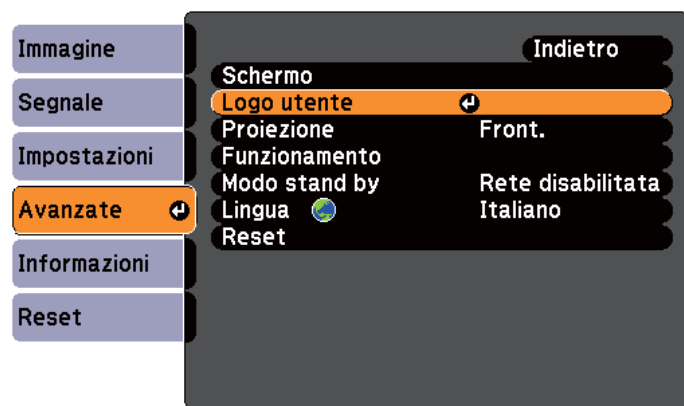 Immagine
Segnale
Impostazioni
Avanzate
Informazioni
Reset
Indietro
Schermo
Logo utente
Proiezione Front.
Funzionamento
Modo stand by Rete disabilitata
Lingua Italiano
Reset